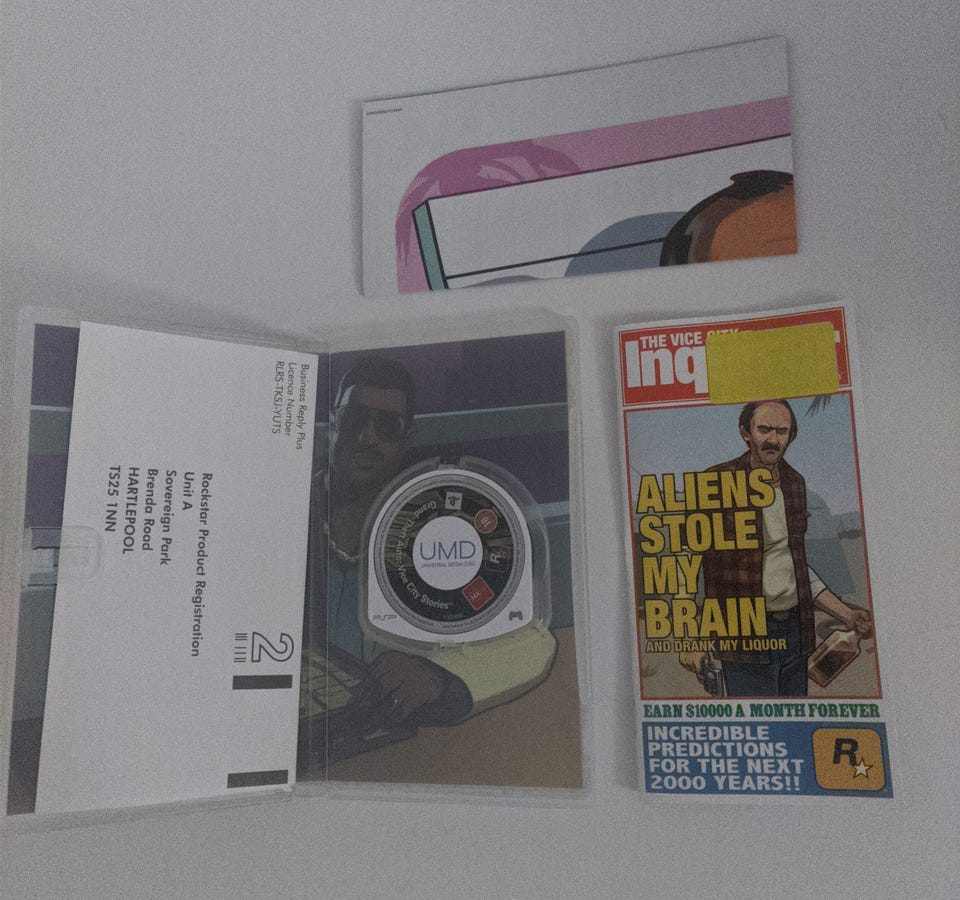 Business Reply Plus
Licence Number
RLRS-TKSJ-YUTS
Rockstar Product Registration
Unit A
Sovereign Park
Brenda Road
HARTLEPOOL
TS25 1NN
2
Grand Theft Auto: Vice City Stories™
18
R
UMD
UNIVERSAL MEDIA DISC
PSP
THE VICE
Inq
ALIENS
STOLE
MY
BRAIN
AND DRANK MY LIQUOR
EARN $10000 A MONTH FOREVER
INCREDIBLE
PREDICTIONS
FOR THE NEXT
2000 YEARS!!
R